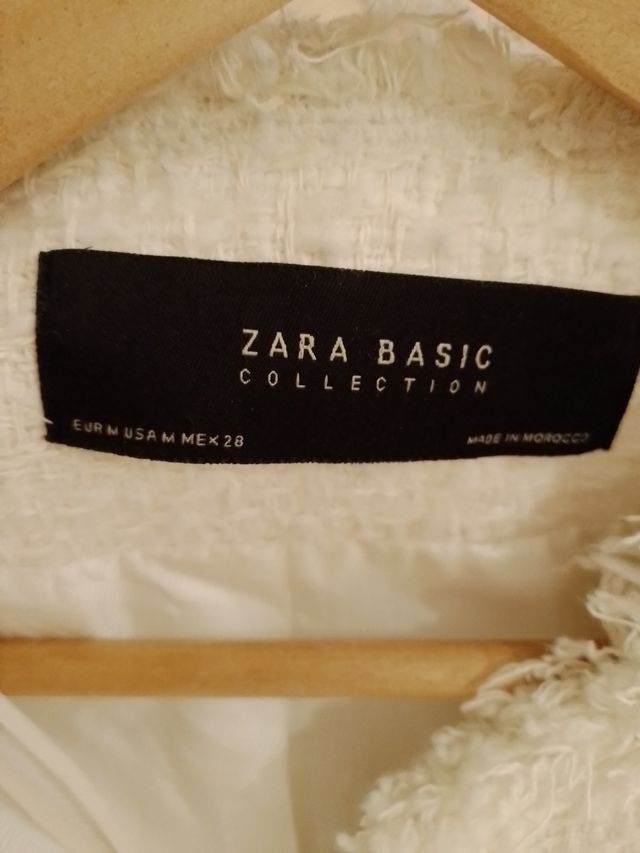 ZARA BASIC
COLLECTION
EUR M USA M MEX 28
MADE IN MOROCCO